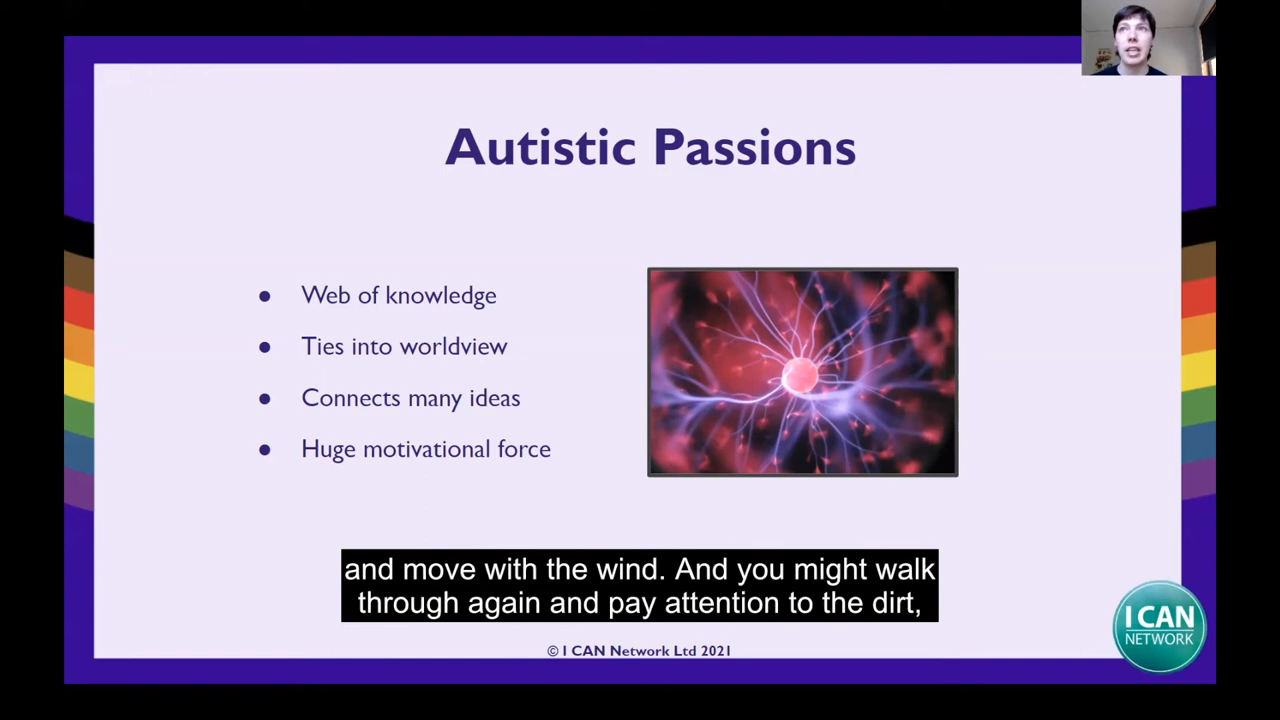 Autistic Passions
● Web of knowledge
● Ties into worldview
● Connects many ideas
● Huge motivational force
and move with the wind. And you might walk
through again and pay attention to the dirt,
© I CAN Network Ltd 2021
I CAN
NETWORK